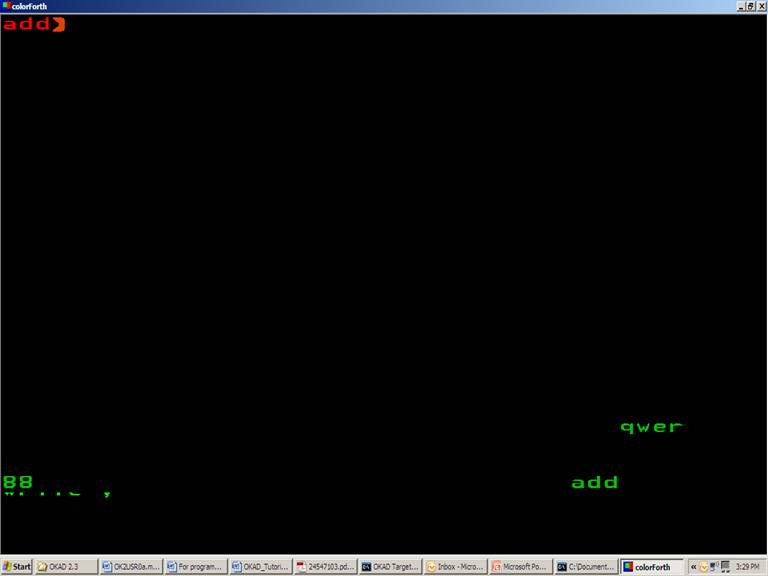 colorForth
add
qwer
88 add
Start OKAD 2.3 OK2USR0a.m... For program... OKAD_Tutori... 24547103.pd... OKAD Target... Inbox - Micro... Microsoft Po... C:\Document... colorForth « 3:29 PM